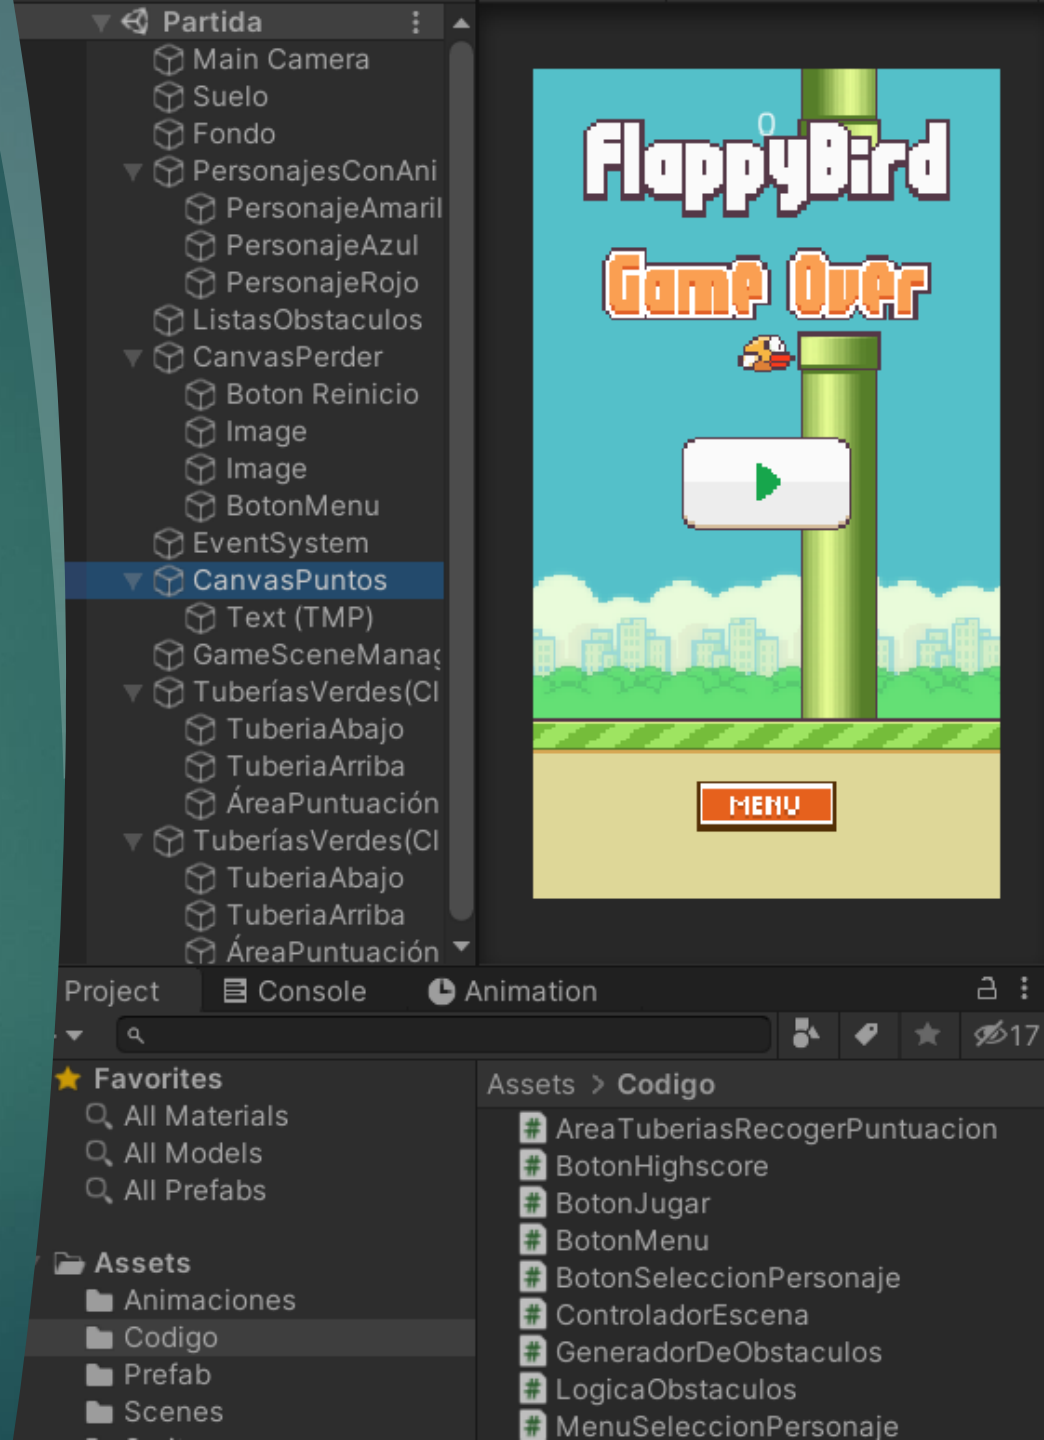 Partida
Main Camera
Suelo
Fondo
PersonajesConAni
PersonajeAmaril
PersonajeAzul
PersonajeRojo
ListasObstaculos
CanvasPerder
Boton Reinicio
Image
Image
BotonMenu
EventSystem
CanvasPuntos
Text (TMP)
GameSceneManag
TuberíasVerdes(Cl
TuberiaAbajo
TuberiaArriba
ÁreaPuntuación
TuberíasVerdes(Cl
TuberiaAbajo
TuberiaArriba
ÁreaPuntuación
0
FlappyBird
Game Over
MENU
Project
Console
Animation
17
Favorites
All Materials
All Models
All Prefabs
Assets
Animaciones
Codigo
Prefab
Scenes
Assets > Codigo
AreaTuberiasRecogerPuntuacion
BotonHighscore
BotonJugar
BotonMenu
BotonSeleccionPersonaje
ControladorEscena
GeneradorDeObstaculos
LogicaObstaculos
MenuSeleccionPersonaje